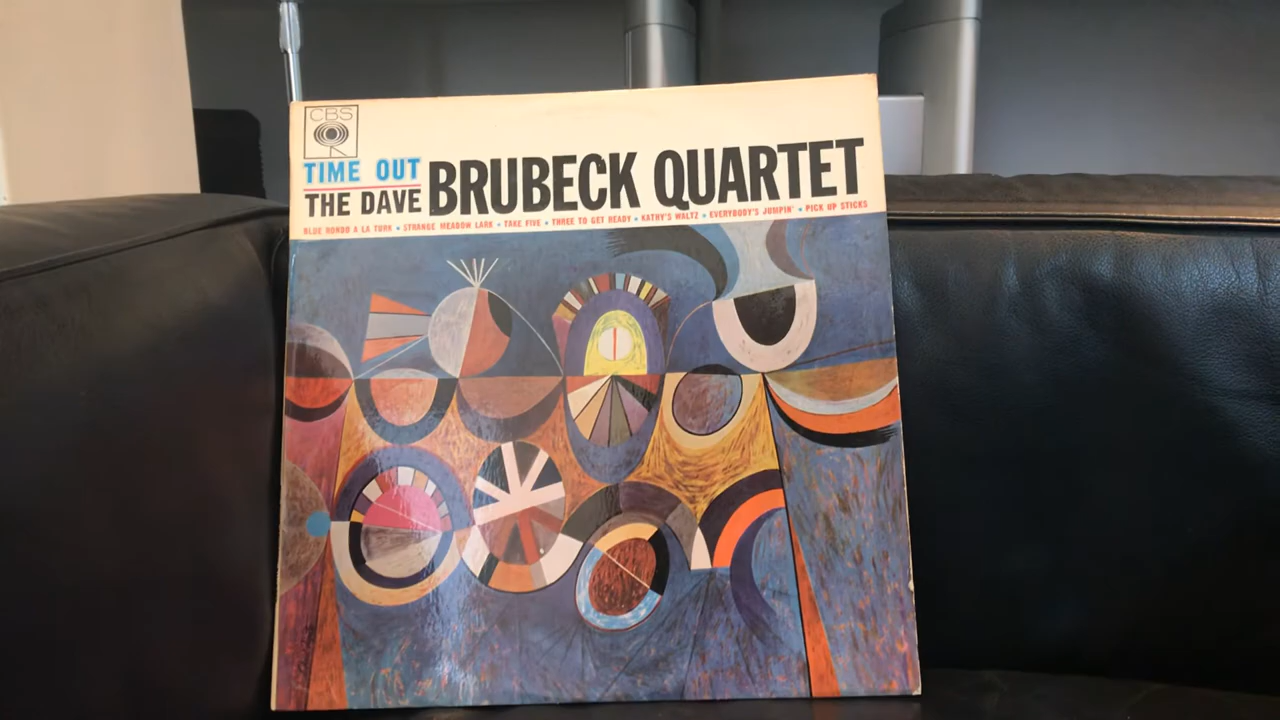 CBS
TIME OUT
THE DAVE BRUBECK QUARTET
BLUE RONDO A LA TURK • STRANGE MEADOW LARK • TAKE FIVE • THREE TO GET READY • KATHY'S WALTZ • EVERYBODY'S JUMPIN' • PICK UP STICKS